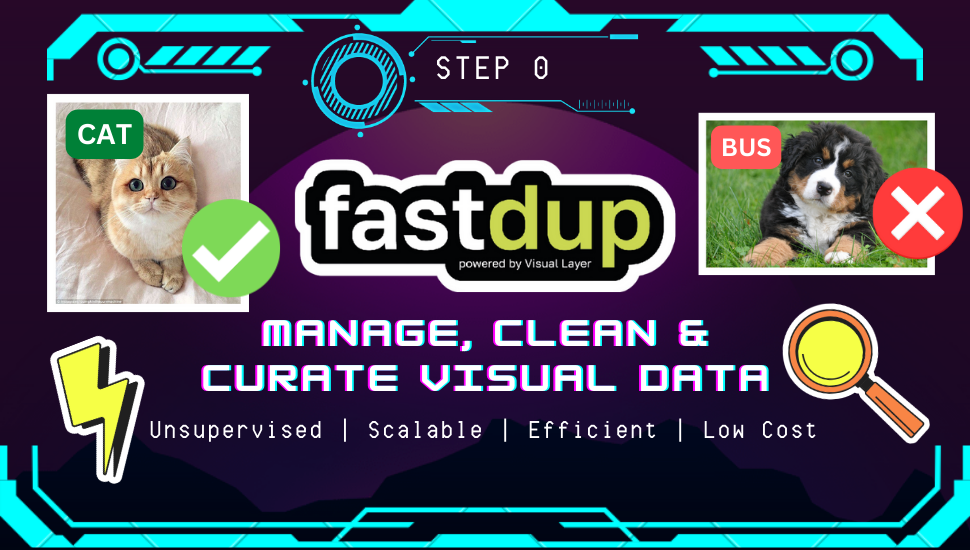 STEP 0
CAT
BUS
fastdup
powered by Visual Layer
MANAGE, CLEAN &
CURATE VISUAL DATA
Unsupervised | Scalable | Efficient | Low Cost